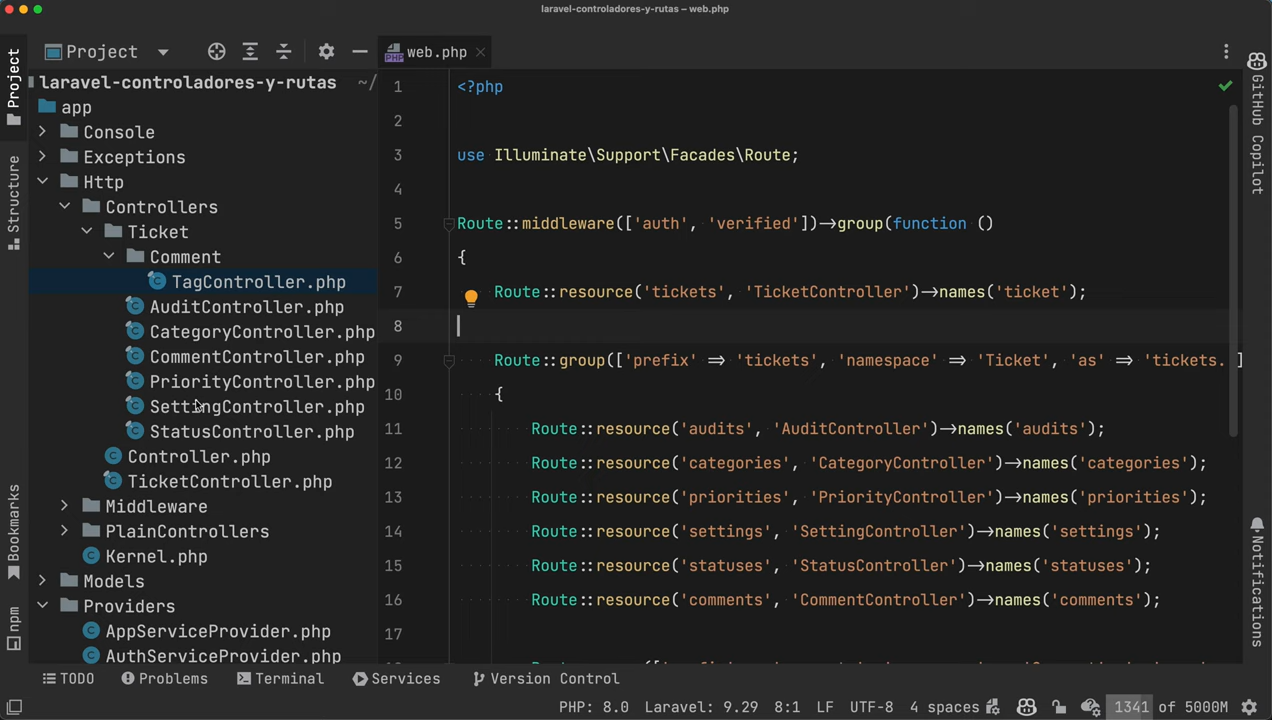 laravel-controladores-y-rutas – web.php
Project
web.php
laravel-controladores-y-rutas ~/
app
Console
Exceptions
Http
Controllers
Ticket
Comment
TagController.php
AuditController.php
CategoryController.php
CommentController.php
PriorityController.php
SettingController.php
StatusController.php
Controller.php
TicketController.php
Middleware
PlainControllers
Kernel.php
Models
Providers
AppServiceProvider.php
AuthServiceProvider.php
Project
Structure
Bookmarks
npm
1 <?php
2
3 use Illuminate\Support\Facades\Route;
4
5 Route::middleware(['auth', 'verified'])->group(function ()
6 {
7 Route::resource('tickets', 'TicketController')->names('ticket');
8
9 Route::group(['prefix' => 'tickets', 'namespace' => 'Ticket', 'as' => 'tickets. ]
10 {
11 Route::resource('audits', 'AuditController')->names('audits');
12 Route::resource('categories', 'CategoryController')->names('categories');
13 Route::resource('priorities', 'PriorityController')->names('priorities');
14 Route::resource('settings', 'SettingController')->names('settings');
15 Route::resource('statuses', 'StatusController')->names('statuses');
16 Route::resource('comments', 'CommentController')->names('comments');
17
GitHub Copilot
Notifications
TODO Problems Terminal Services Version Control
PHP: 8.0 Laravel: 9.29 8:1 LF UTF-8 4 spaces 1341 of 5000M